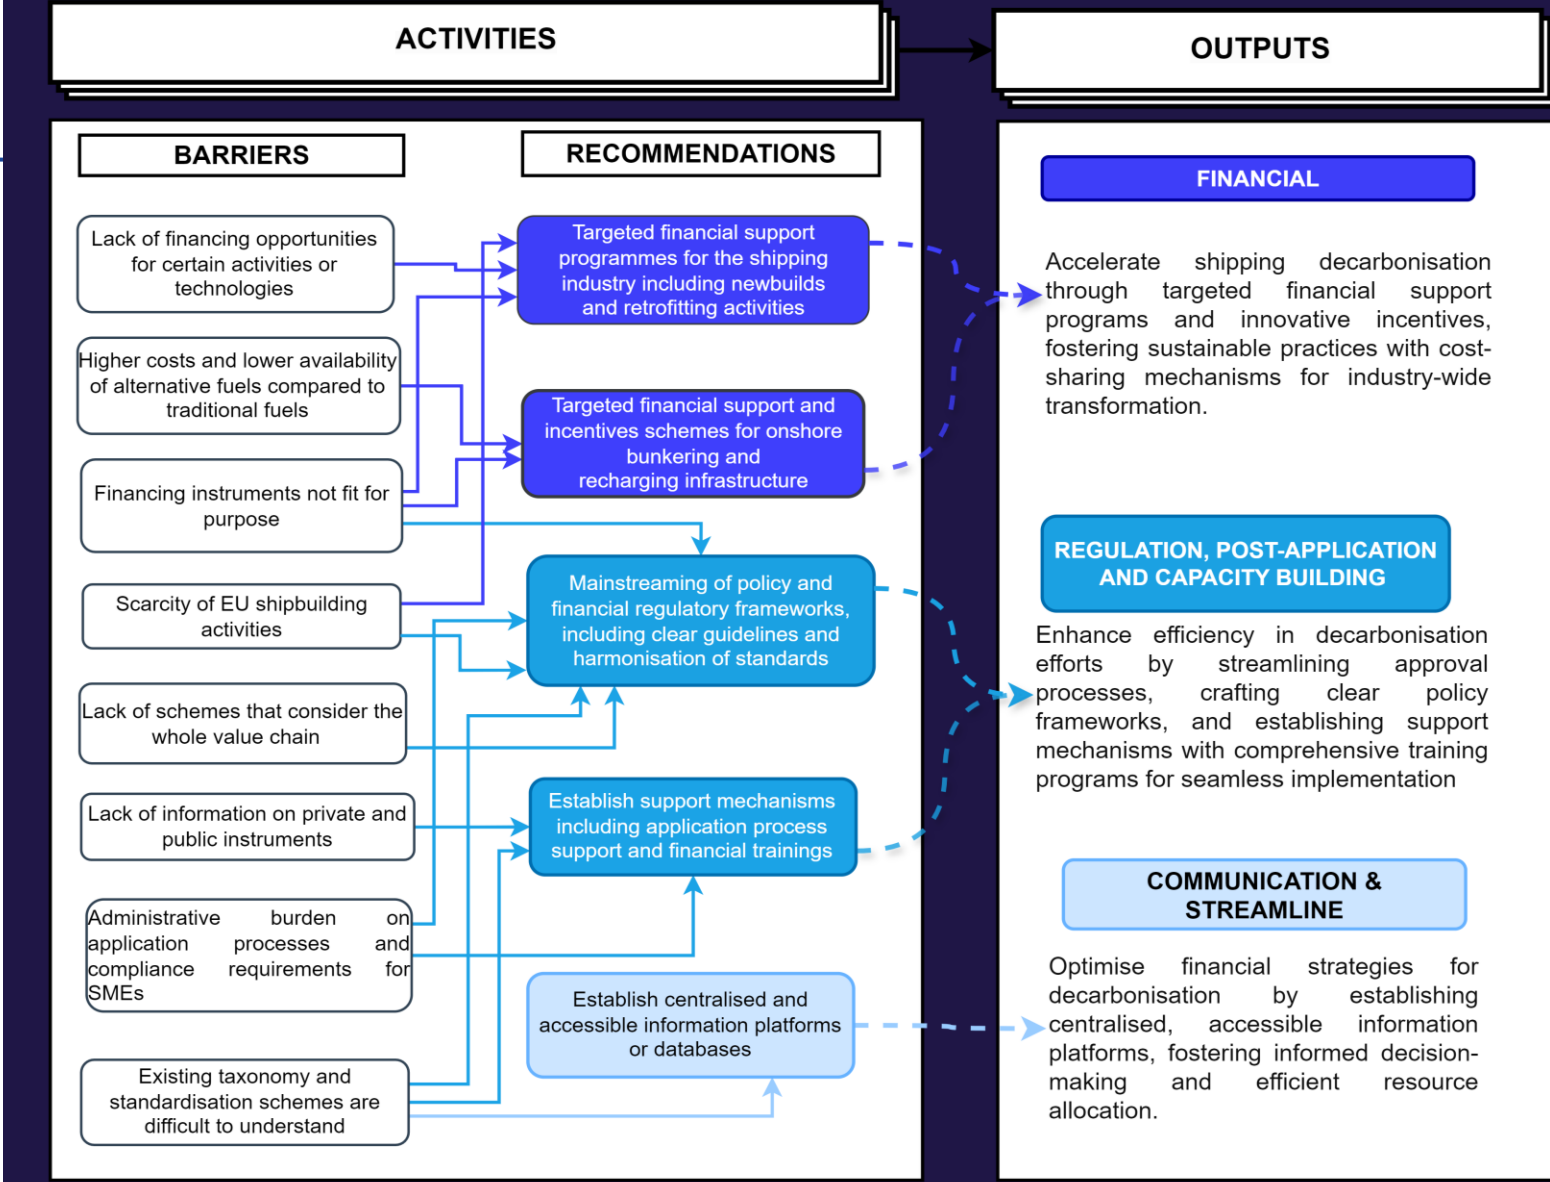 ACTIVITIES
OUTPUTS
BARRIERS
RECOMMENDATIONS
Lack of financing opportunities
for certain activities or
technologies
Higher costs and lower availability
of alternative fuels compared to
traditional fuels
Financing instruments not fit for
purpose
Scarcity of EU shipbuilding
activities
Lack of schemes that consider the
whole value chain
Lack of information on private and
public instruments
Administrative burden on
application processes and
compliance requirements for
SMEs
Existing taxonomy and
standardisation schemes are
difficult to understand
Targeted financial support
programmes for the shipping
industry including newbuilds
and retrofitting activities
Targeted financial support and
incentives schemes for onshore
bunkering and
recharging infrastructure
Mainstreaming of policy and
financial regulatory frameworks,
including clear guidelines and
harmonisation of standards
Establish support mechanisms
including application process
support and financial trainings
Establish centralised and
accessible information platforms
or databases
FINANCIAL
Accelerate shipping decarbonisation
through targeted financial support
programs and innovative incentives,
fostering sustainable practices with cost-
sharing mechanisms for industry-wide
transformation.
REGULATION, POST-APPLICATION
AND CAPACITY BUILDING
Enhance efficiency in decarbonisation
efforts by streamlining approval
processes, crafting clear policy
frameworks, and establishing support
mechanisms with comprehensive training
programs for seamless implementation
COMMUNICATION &
STREAMLINE
Optimise financial strategies for
decarbonisation by establishing
centralised, accessible information
platforms, fostering informed decision-
making and efficient resource
allocation.